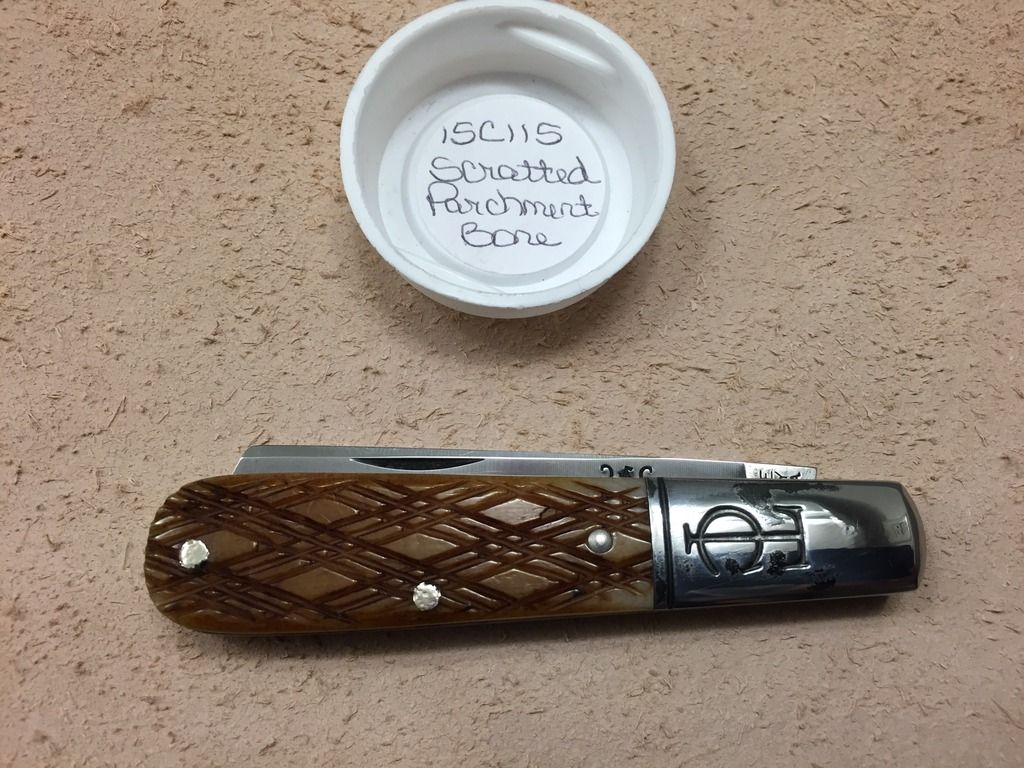 15C115
Scratted
Parchment
Bone